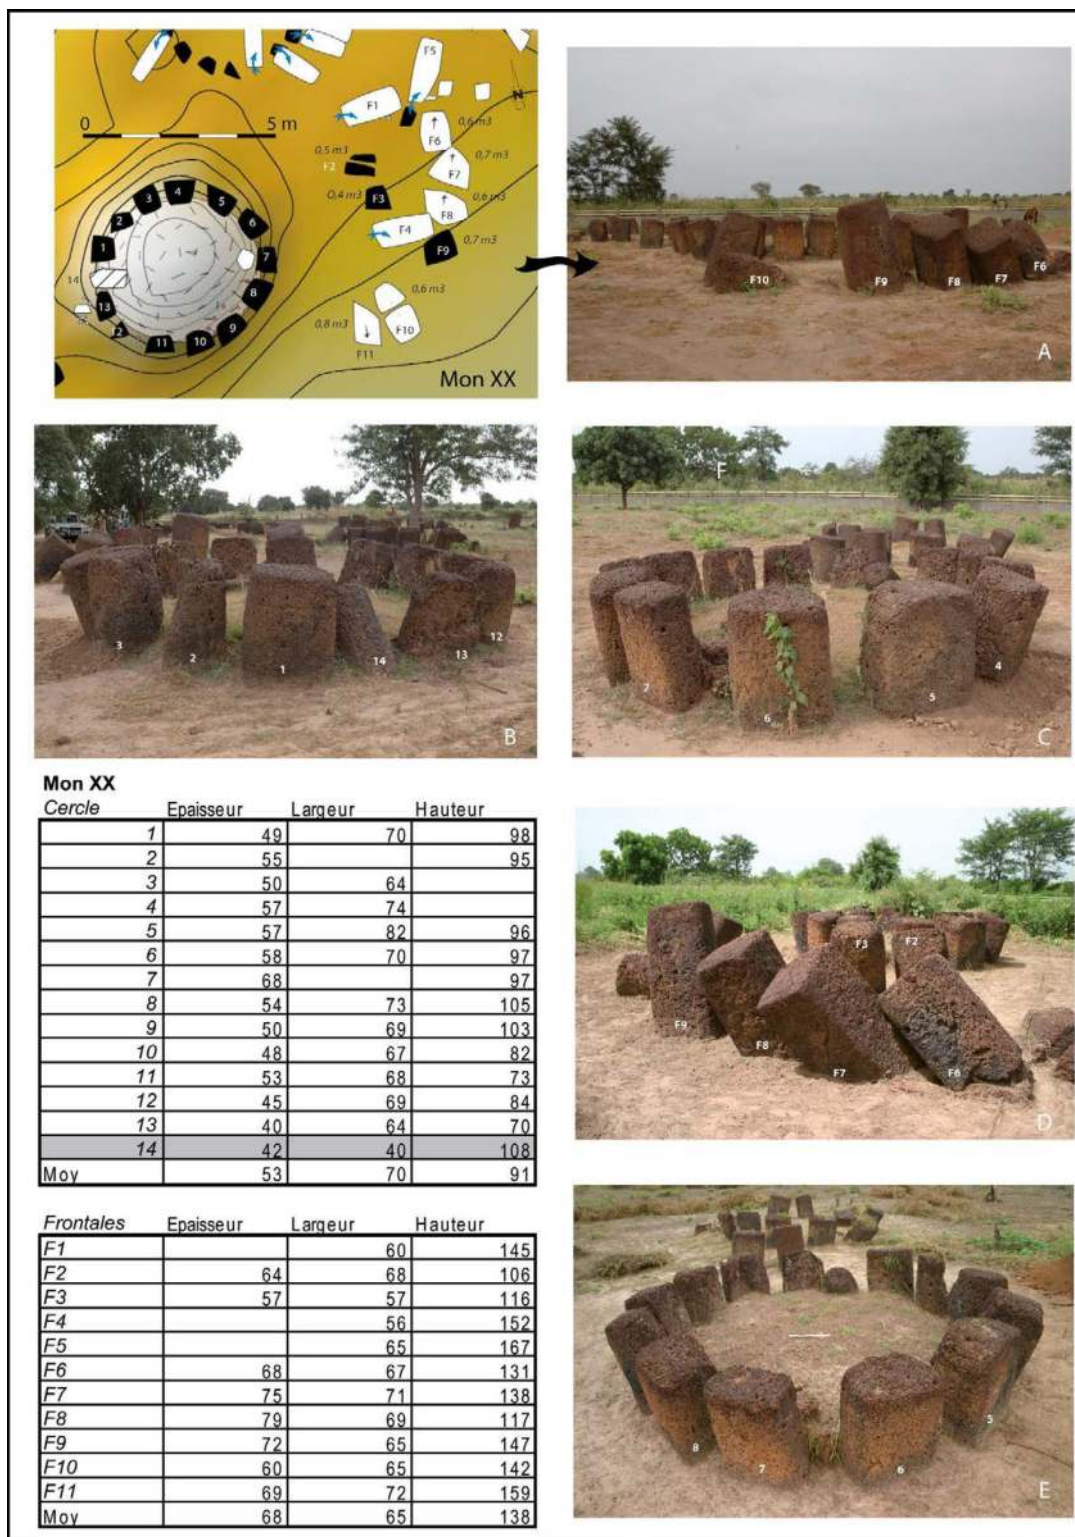 0 5 m
F5
F1
0,6 m3
F6
0,5 m3
F2
0,7 m3
F7
0,4 m3
F3
0,6 m3
F8
F4
0,7 m3
F9
0,6 m3
0,8 m3
F10
F11
N
1
2
3
4
5
6
7
8
9
10
11
2
13
14
Mon XX
F10 F9 F8 F7 F6
A
3 2 1 14 13 12
B
F
7 6 5 4
C
Mon XX
Cercle Epaisseur Largeur Hauteur
1 49 70 98
2 55 95
3 50 64
4 57 74
5 57 82 96
6 58 70 97
7 68 97
8 54 73 105
9 50 69 103
10 48 67 82
11 53 68 73
12 45 69 84
13 40 64 70
14 42 40 108
Moy 53 70 91
F3 F2
F9 F8 F7 F6
D
Frontales Epaisseur Largeur Hauteur
F1 60 145
F2 64 68 106
F3 57 57 116
F4 56 152
F5 65 167
F6 68 67 131
F7 75 71 138
F8 79 69 117
F9 72 65 147
F10 60 65 142
F11 69 72 159
Moy 68 65 138
8 7 6 5
E